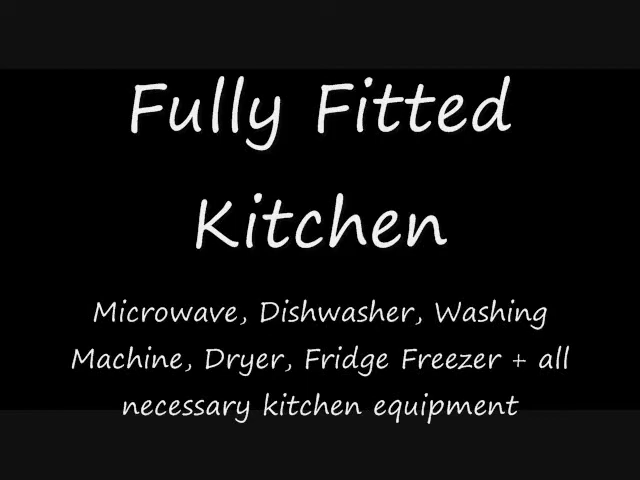 Fully Fitted
Kitchen
Microwave, Dishwasher, Washing
Machine, Dryer, Fridge Freezer + all
necessary kitchen equipment